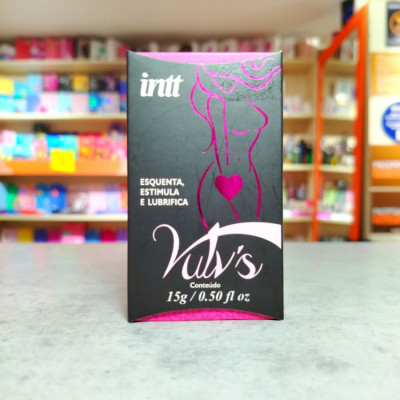 intt
ESQUENTA,
ESTIMULA
E LUBRIFICA
Vulv's
Conteúdo
15g / 0.50 fl oz